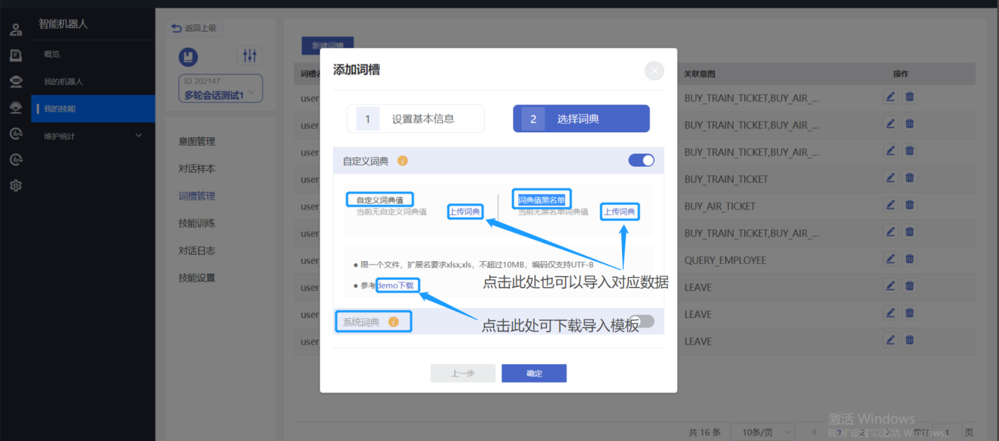 智能机器人
概览
我的机器人
我的技能
维护统计
返回上级
ID 202147
多轮会话测试1
意图管理
对话样本
词槽管理
技能训练
对话日志
技能设置
新建词槽
词槽名
关联意图
操作
user_
BUY_TRAIN_TICKET,BUY_AIR_...
user_
BUY_TRAIN_TICKET,BUY_AIR_...
user_
BUY_TRAIN_TICKET,BUY_AIR_...
user_
BUY_TRAIN_TICKET
user_
BUY_AIR_TICKET
user_
BUY_TRAIN_TICKET,BUY_AIR_...
user_
QUERY_EMPLOYEE
user_
LEAVE
user_
LEAVE
user_
LEAVE
添加词槽
1 设置基本信息
2 选择词典
自定义词典
自定义词典值
当前无自定义词典值
上传词典
词典值黑名单
当前无黑名单词典值
上传词典
● 限一个文件，扩展名要求xlsx,xls，不超过10MB，编码仅支持UTF-8
● 参考demo下载
点击此处也可以导入对应数据
系统词典
点击此处可下载导入模板
上一步
确定
共 16 条
10条/页
1
2
前往
1
页
激活 Windows
转到"设置"以激活 Windows。